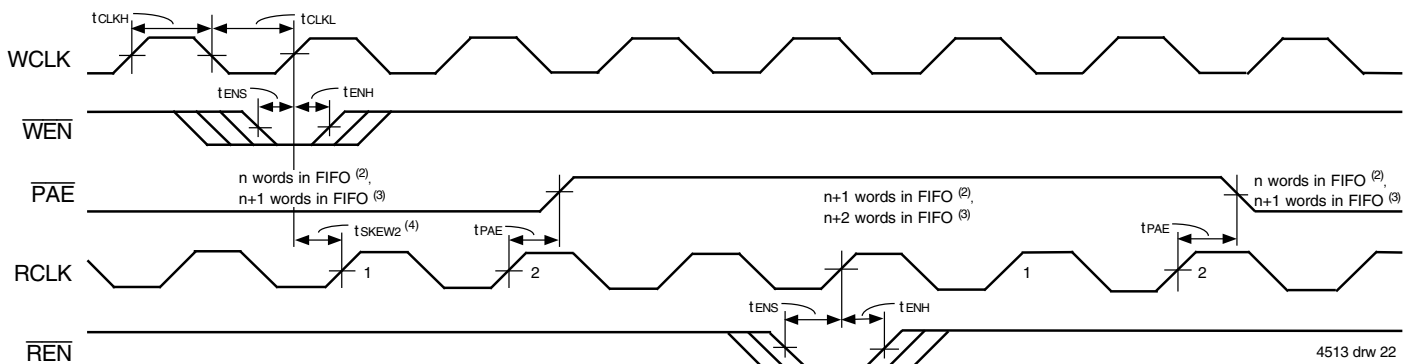 tCLKH
tCLKL
WCLK
tENS
tENH
WEN
n words in FIFO (2),
n+1 words in FIFO (3)
PAE
n+1 words in FIFO (2),
n+2 words in FIFO (3)
n words in FIFO (2),
n+1 words in FIFO (3)
tSKEW2 (4)
tPAE
tPAE
RCLK
1
2
1
2
tENS
tENH
REN
4513 drw 22